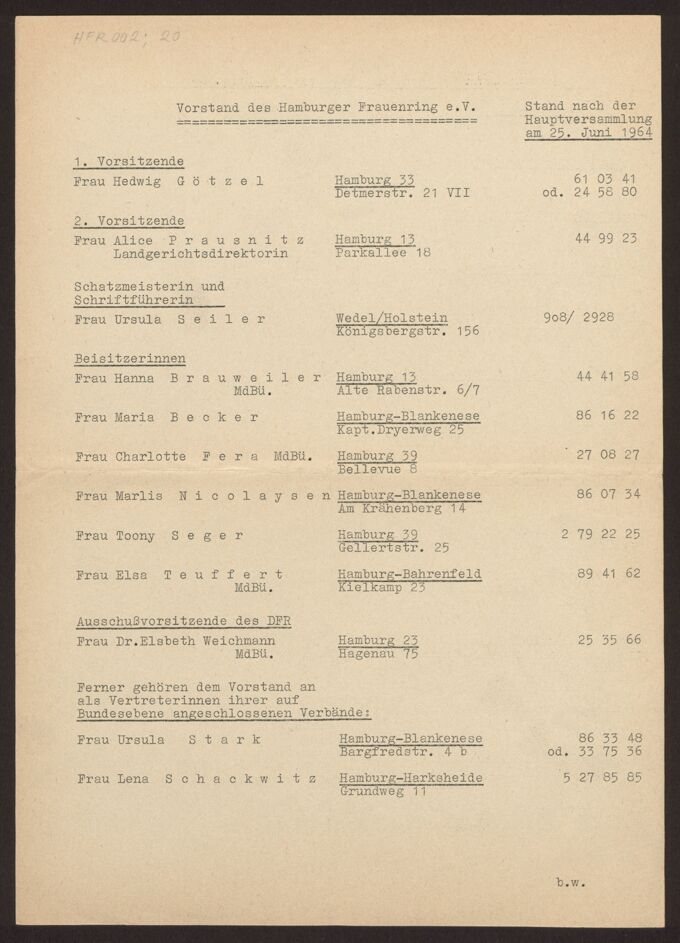 HFR 002; 20
Vorstand des Hamburger Frauenring e.V.
Stand nach der
Hauptversammlung
am 25. Juni 1964
1. Vorsitzende
Frau Hedwig G ö t z e l Hamburg 33 61 03 41
Detmerstr. 21 VII od. 24 58 80
2. Vorsitzende
Frau Alice P r a u s n i t z Hamburg 13 44 99 23
Landgerichtsdirektorin Parkallee 18
Schatzmeisterin und
Schriftführerin
Frau Ursula S e i l e r Wedel/Holstein 9o8/ 2928
Königsbergstr. 156
Beisitzerinnen
Frau Hanna B r a u w e i l e r Hamburg 13 44 41 58
MdBü. Alte Rabenstr. 6/7
Frau Maria B e c k e r Hamburg-Blankenese 86 16 22
Kapt.Dryerweg 25
Frau Charlotte F e r a MdBü. Hamburg 39 27 08 27
Bellevue 8
Frau Marlis N i c o l a y s e n Hamburg-Blankenese 86 07 34
Am Krähenberg 14
Frau Toony S e g e r Hamburg 39 2 79 22 25
Gellertstr. 25
Frau Elsa T e u f f e r t Hamburg-Bahrenfeld 89 41 62
MdBü. Kielkamp 23
Ausschußvorsitzende des DFR
Frau Dr.Elsbeth Weichmann Hamburg 23 25 35 66
MdBü. Hagenau 75
Ferner gehören dem Vorstand an
als Vertreterinnen ihrer auf
Bundesebene angeschlossenen Verbände:
Frau Ursula S t a r k Hamburg-Blankenese 86 33 48
Bargfredstr. 4 b od. 33 75 36
Frau Lena S c h a c k w i t z Hamburg-Harksheide 5 27 85 85
Grundweg 11
b.w.